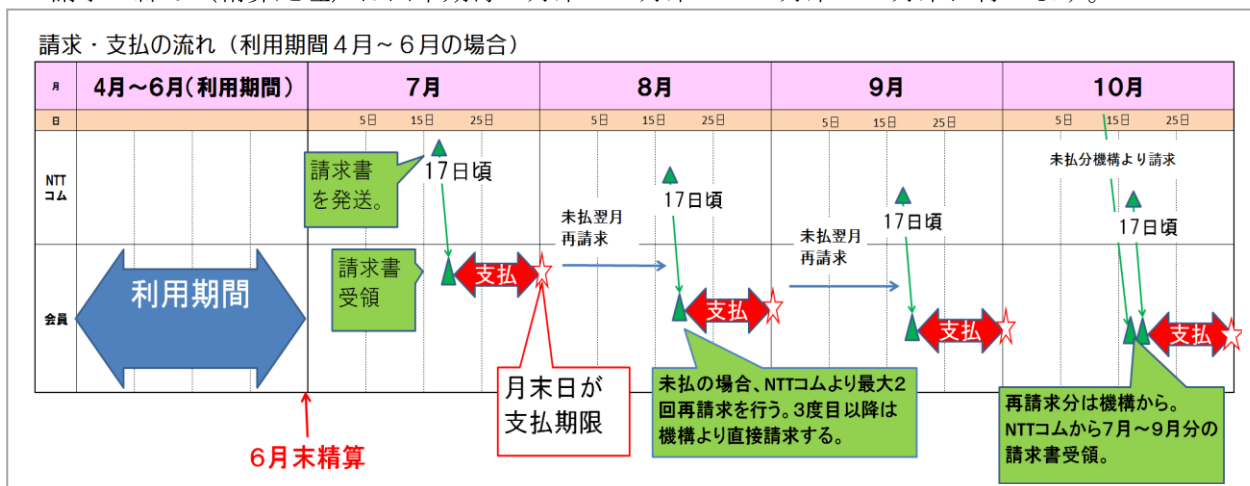 請求・支払の流れ（利用期間４月～６月の場合）
月 4月～6月(利用期間) 7月 8月 9月 10月
日 5日 15日 25日 5日 15日 25日 5日 15日 25日 5日 15日 25日
NTT
コム
請求書
を発送。
17日頃
未払翌月
再請求
17日頃
未払翌月
再請求
17日頃
未払分機構より請求
17日頃
会員
利用期間
請求書
受領
支払
支払
支払
支払
6月末精算
月末日が
支払期限
未払の場合、NTTコムより最大2
回再請求を行う。3度目以降は
機構より直接請求する。
再請求分は機構から。
NTTコムから7月～9月分の
請求書受領。